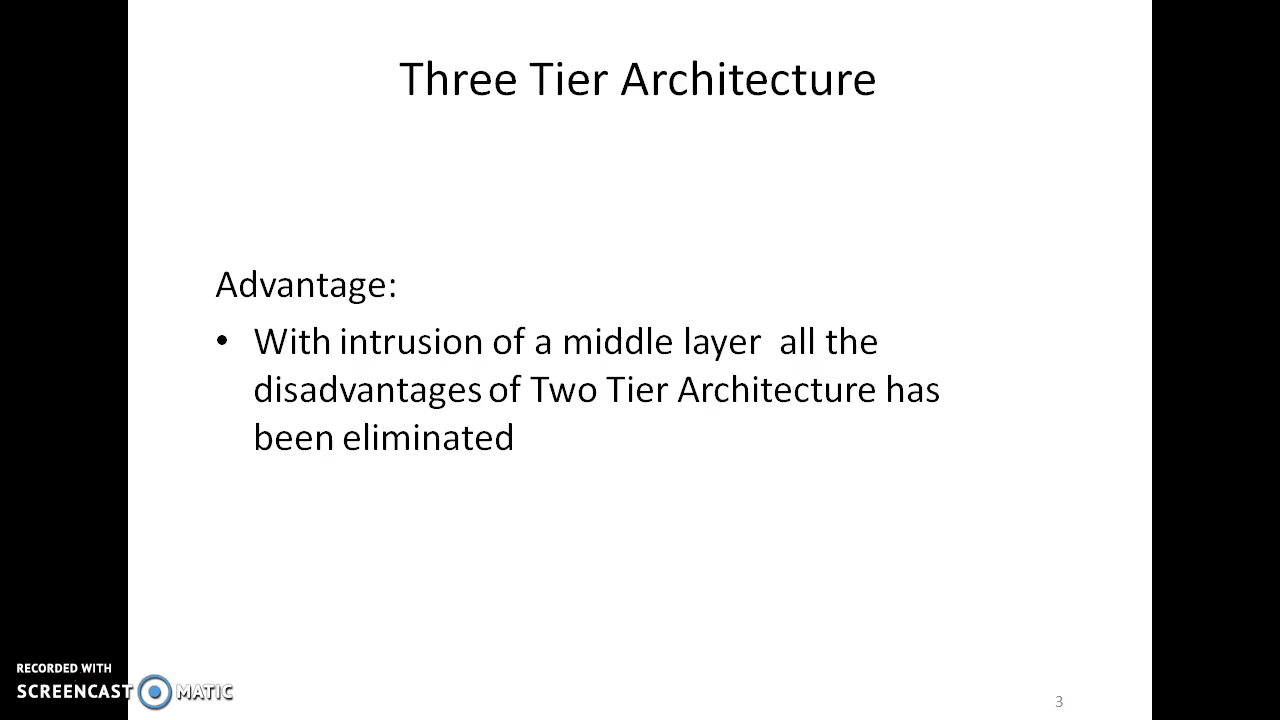 Three Tier Architecture
Advantage:
• With intrusion of a middle layer all the
disadvantages of Two Tier Architecture has
been eliminated
RECORDED WITH
SCREENCAST MATIC
3